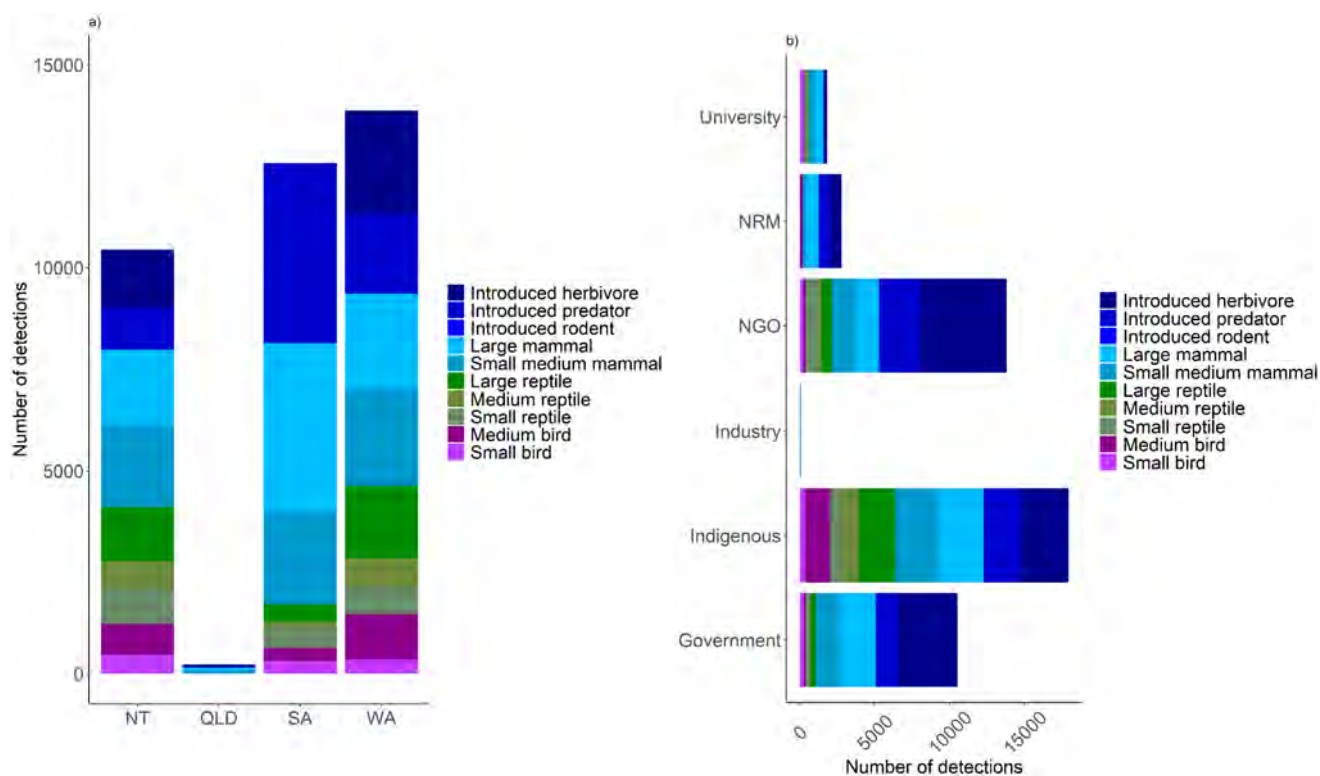 a)
15000
10000
5000
0
Number of detections
NT QLD SA WA
Introduced herbivore
Introduced predator
Introduced rodent
Large mammal
Small medium mammal
Large reptile
Medium reptile
Small reptile
Medium bird
Small bird
b)
University
NRM
NGO
Industry
Indigenous
Government
0 5000 10000 15000
Number of detections
Introduced herbivore
Introduced predator
Introduced rodent
Large mammal
Small medium mammal
Large reptile
Medium reptile
Small reptile
Medium bird
Small bird